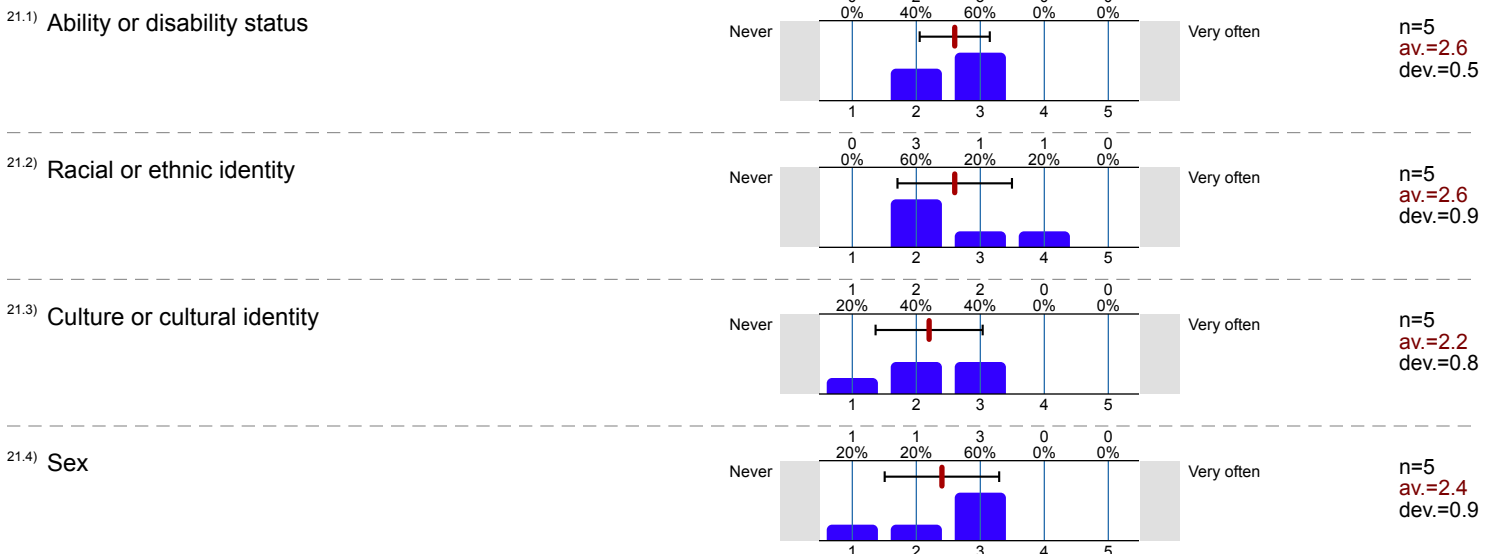 0 2 3 0 0
0% 40% 60% 0% 0%
21.1) Ability or disability status
Never Very often
n=5
av.=2.6
dev.=0.5
1 2 3 4 5
0 3 1 1 0
0% 60% 20% 20% 0%
21.2) Racial or ethnic identity
Never Very often
n=5
av.=2.6
dev.=0.9
1 2 3 4 5
1 2 2 0 0
20% 40% 40% 0% 0%
21.3) Culture or cultural identity
Never Very often
n=5
av.=2.2
dev.=0.8
1 2 3 4 5
1 1 3 0 0
20% 20% 60% 0% 0%
21.4) Sex
Never Very often
n=5
av.=2.4
dev.=0.9
1 2 3 4 5